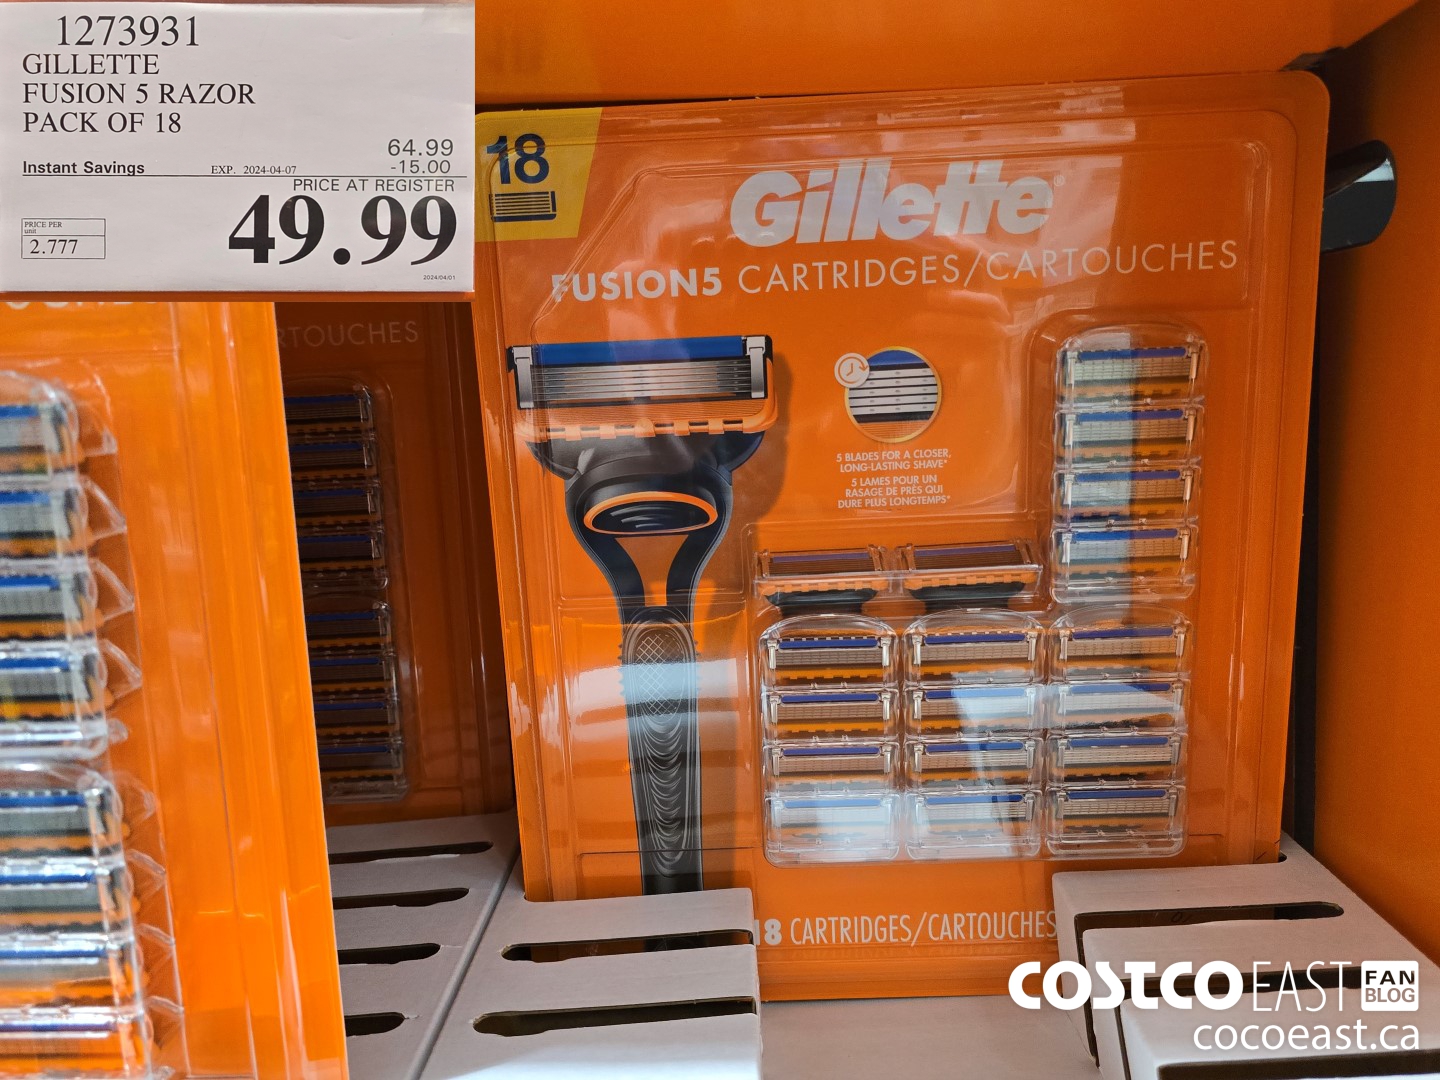 1273931
GILLETTE
FUSION 5 RAZOR
PACK OF 18
64.99
Instant Savings EXP. 2024-04-07 -15.00
PRICE AT REGISTER
49.99
PRICE PER
unit
2.777
2024/04/01
18
Gillette®
FUSION5 CARTRIDGES/CARTOUCHES
RTOUCHES
5 BLADES FOR A CLOSER,
LONG-LASTING SHAVE*
5 LAMES POUR UN
RASAGE DE PRÈS QUI
DURE PLUS LONGTEMPS*
18 CARTRIDGES/CARTOUCHES
COSTCO EAST FAN
BLOG
cocoeast.ca